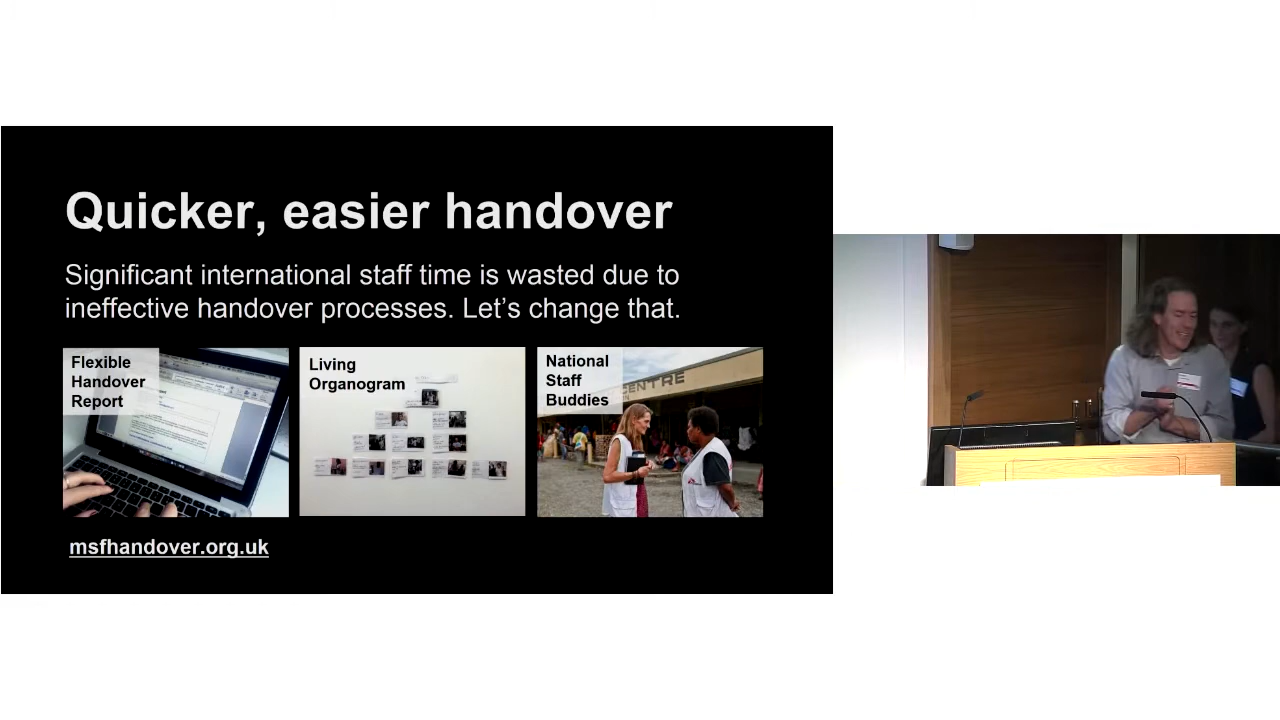 Quicker, easier handover
Significant international staff time is wasted due to
ineffective handover processes. Let's change that.
Flexible
Handover
Report
Living
Organogram
National
Staff
Buddies
CENTRE
msfhandover.org.uk